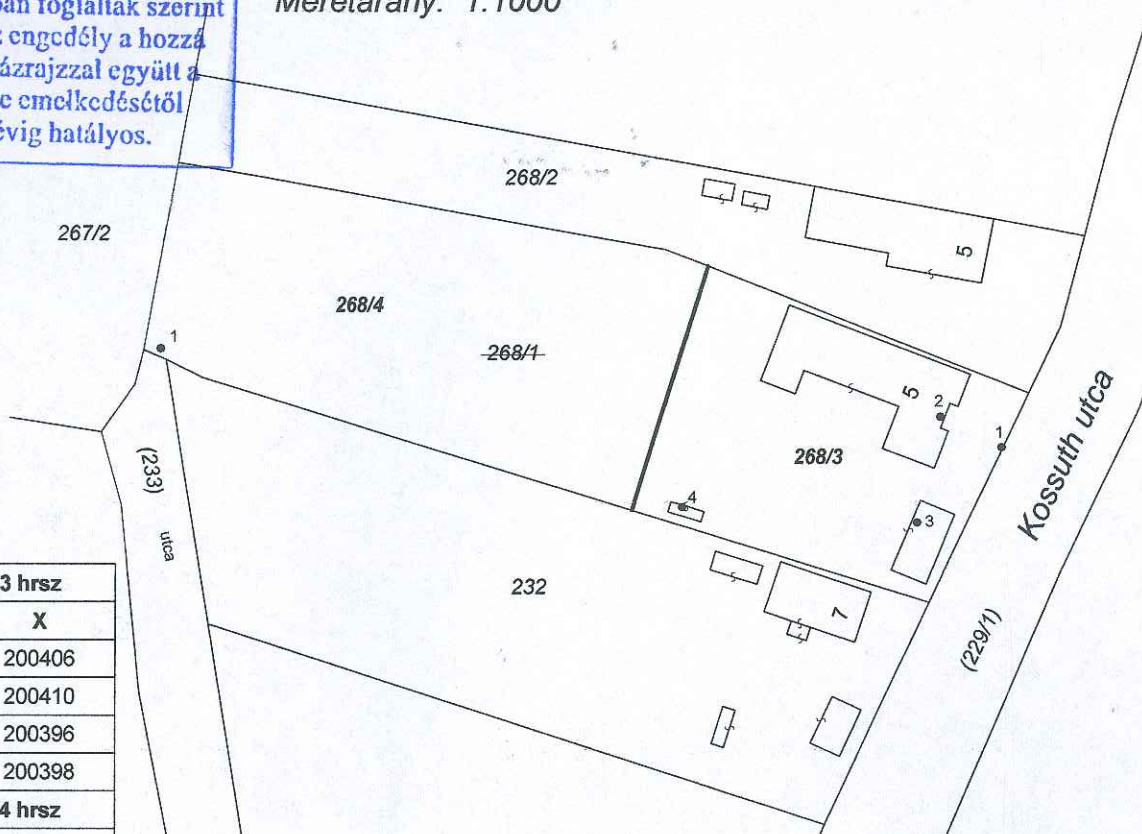 foglaltak szerint
Méretarány: 1:1000
engedély a hozzá
ázrajzzal együtt a
emelkedésétől
évig hatályos.
268/2
267/2
5
268/4
1
268/1
5
2
Kossuth utca
1
268/3
(233)
4
3
utca
3 hrsz
232
X
7
(229/1)
200406
200410
200396
200398
4 hrsz